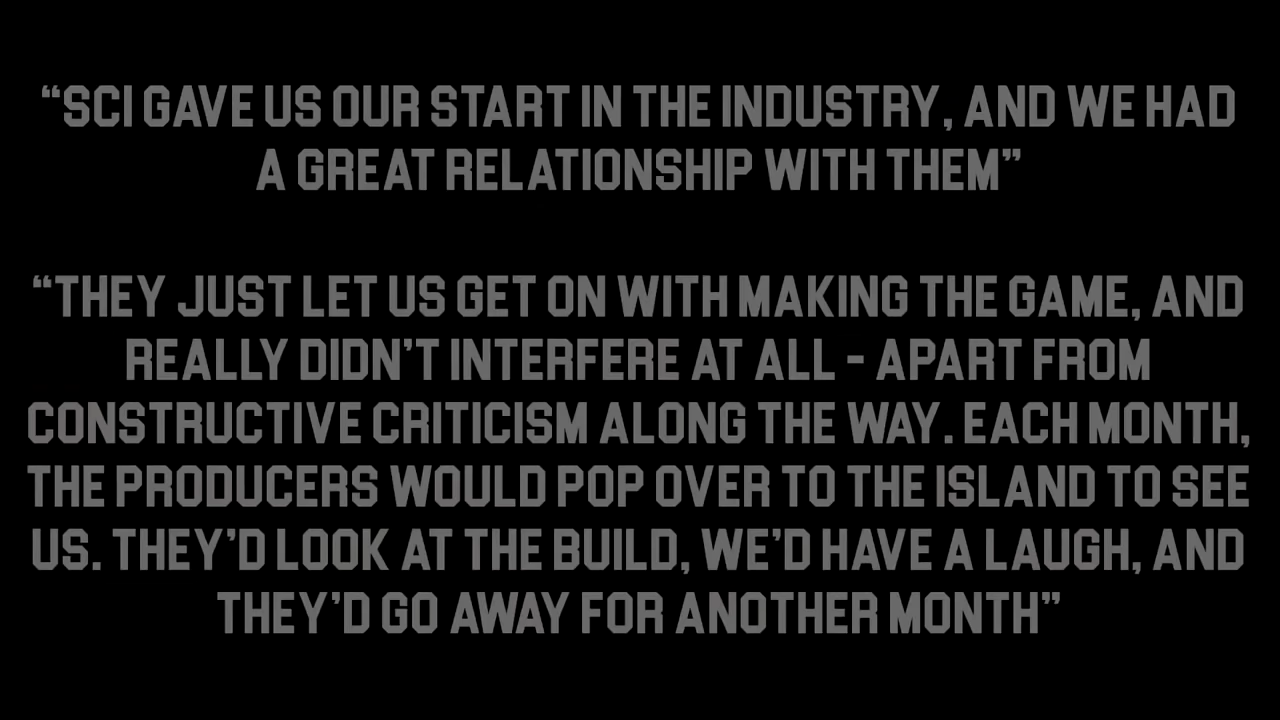 “SCI GAVE US OUR START IN THE INDUSTRY, AND WE HAD
A GREAT RELATIONSHIP WITH THEM”
“THEY JUST LET US GET ON WITH MAKING THE GAME, AND
REALLY DIDN’T INTERFERE AT ALL - APART FROM
CONSTRUCTIVE CRITICISM ALONG THE WAY. EACH MONTH,
THE PRODUCERS WOULD POP OVER TO THE ISLAND TO SEE
US. THEY’D LOOK AT THE BUILD, WE’D HAVE A LAUGH, AND
THEY’D GO AWAY FOR ANOTHER MONTH”